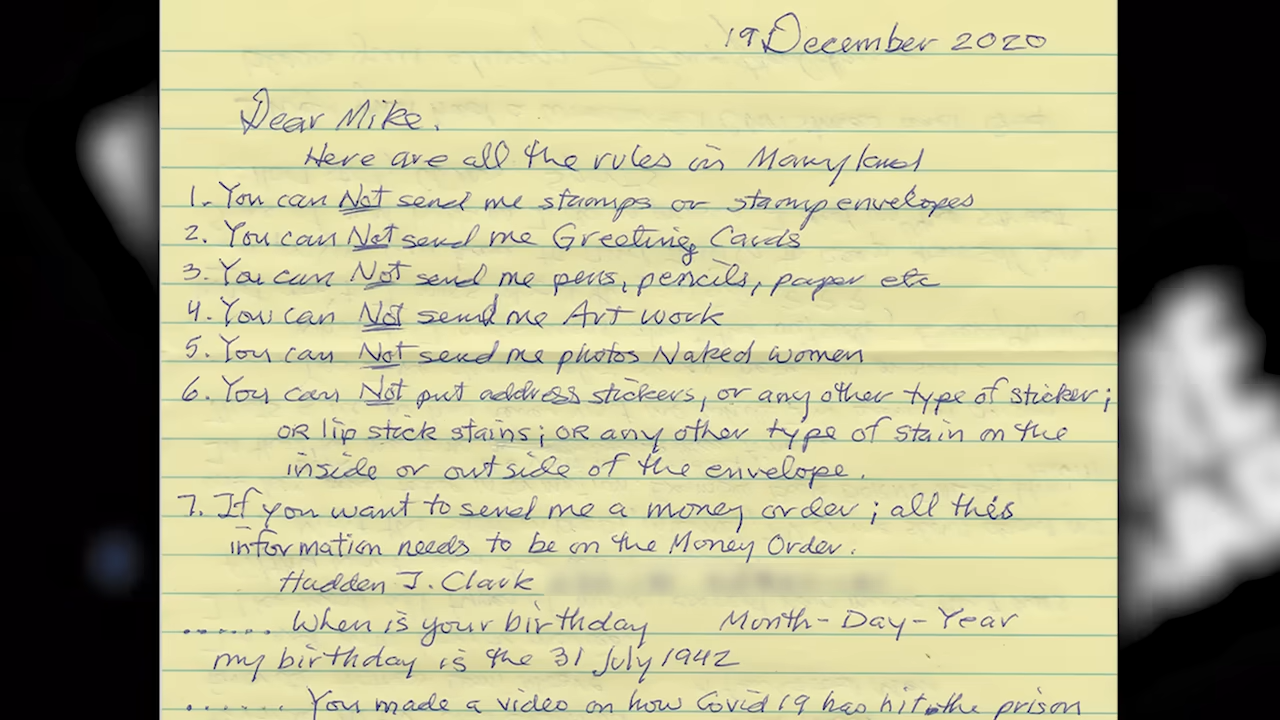 19 December 2020
Dear Mike.
Here are all the rules in Maryland
1. You can Not send me stamps or stamp envelopes
2. You can Not send me Greeting Cards
3. You can Not send me pens, pencils, paper etc
4. You can Not send me Art work
5. You can Not send me photos Naked women
6. You can Not put address stickers, or any other type of sticker;
OR lip stick stains; OR any other type of stain on the
inside or outside of the envelope.
7. If you want to send me a money order; all this
information needs to be on the Money Order.
Hadden J. Clark
....... When is your birthday Month-Day-Year
my birthday is the 31 July 1942
....... You made a video on how Covid 19 has hit the prison